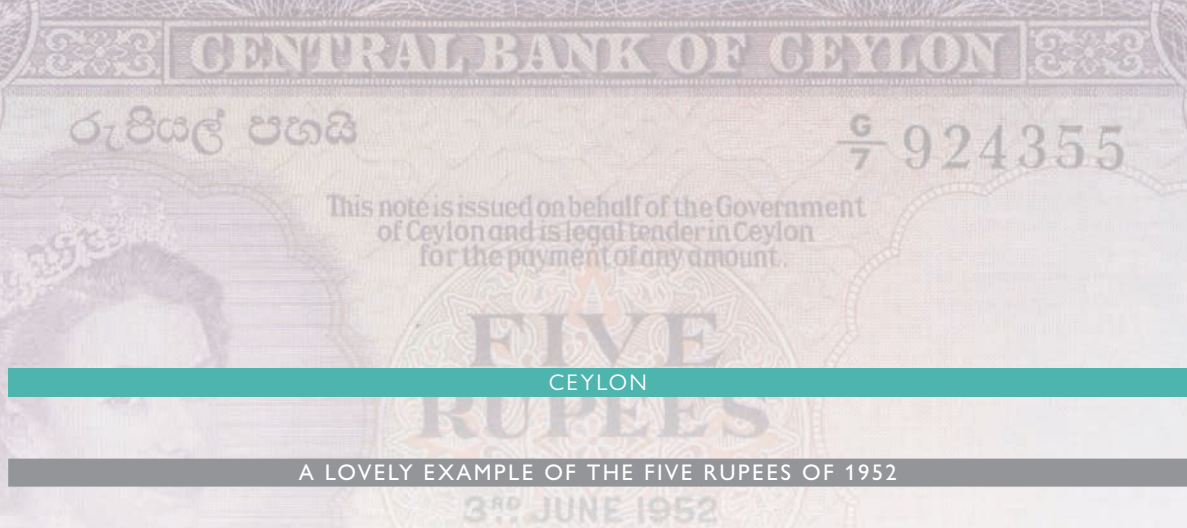 CENTRAL BANK OF CEYLON
රුපියල් පහයි
G/7 924355
This note is issued on behalf of the Government
of Ceylon and is legal tender in Ceylon
for the payment of any amount.
FIVE
CEYLON
RUPEES
A LOVELY EXAMPLE OF THE FIVE RUPEES OF 1952
3RD JUNE 1952